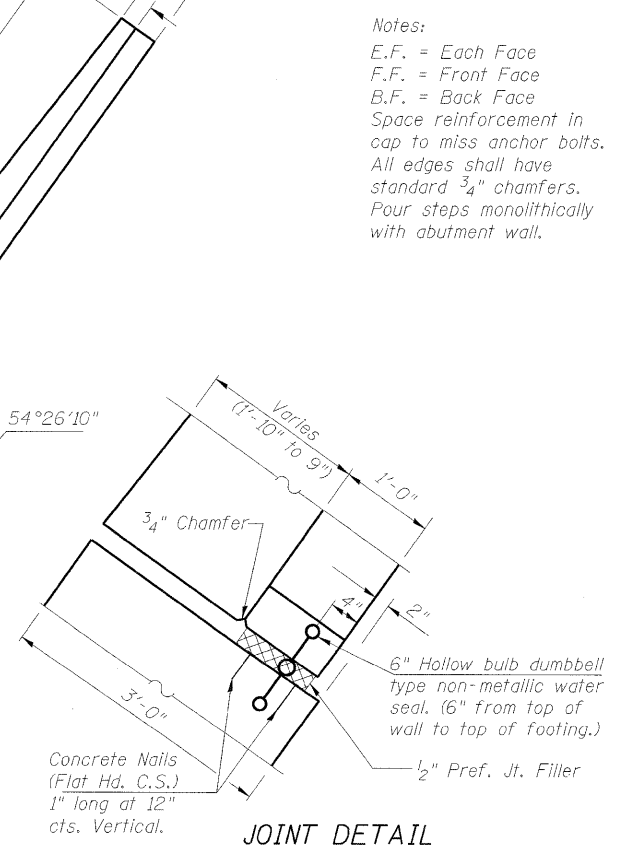 Notes:
E.F. = Each Face
F.F. = Front Face
B.F. = Back Face
Space reinforcement in
cap to miss anchor bolts.
All edges shall have
standard 3/4" chamfers.
Pour steps monolithically
with abutment wall.
54°26'10"
Varies
(1'-10" to 9")
1'-0"
3/4" Chamfer
4"
2"
3'-0"
6" Hollow bulb dumbbell
type non-metallic water
seal. (6" from top of
wall to top of footing.)
1/2" Pref. Jt. Filler
Concrete Nails
(Flat Hd. C.S.)
1" long at 12"
cts. Vertical.
JOINT DETAIL